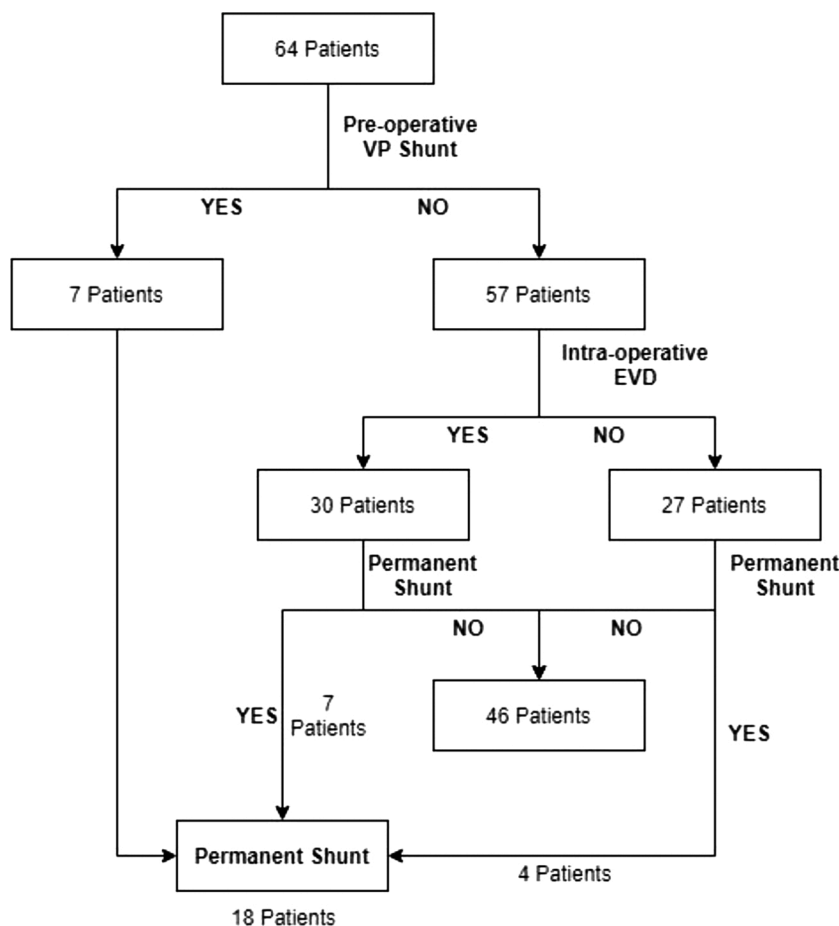 64 Patients
Pre-operative
VP Shunt
YES
NO
7 Patients
57 Patients
Intra-operative
EVD
YES
NO
30 Patients
27 Patients
Permanent
Shunt
Permanent
Shunt
NO
NO
YES
7
Patients
46 Patients
YES
Permanent Shunt
4 Patients
18 Patients